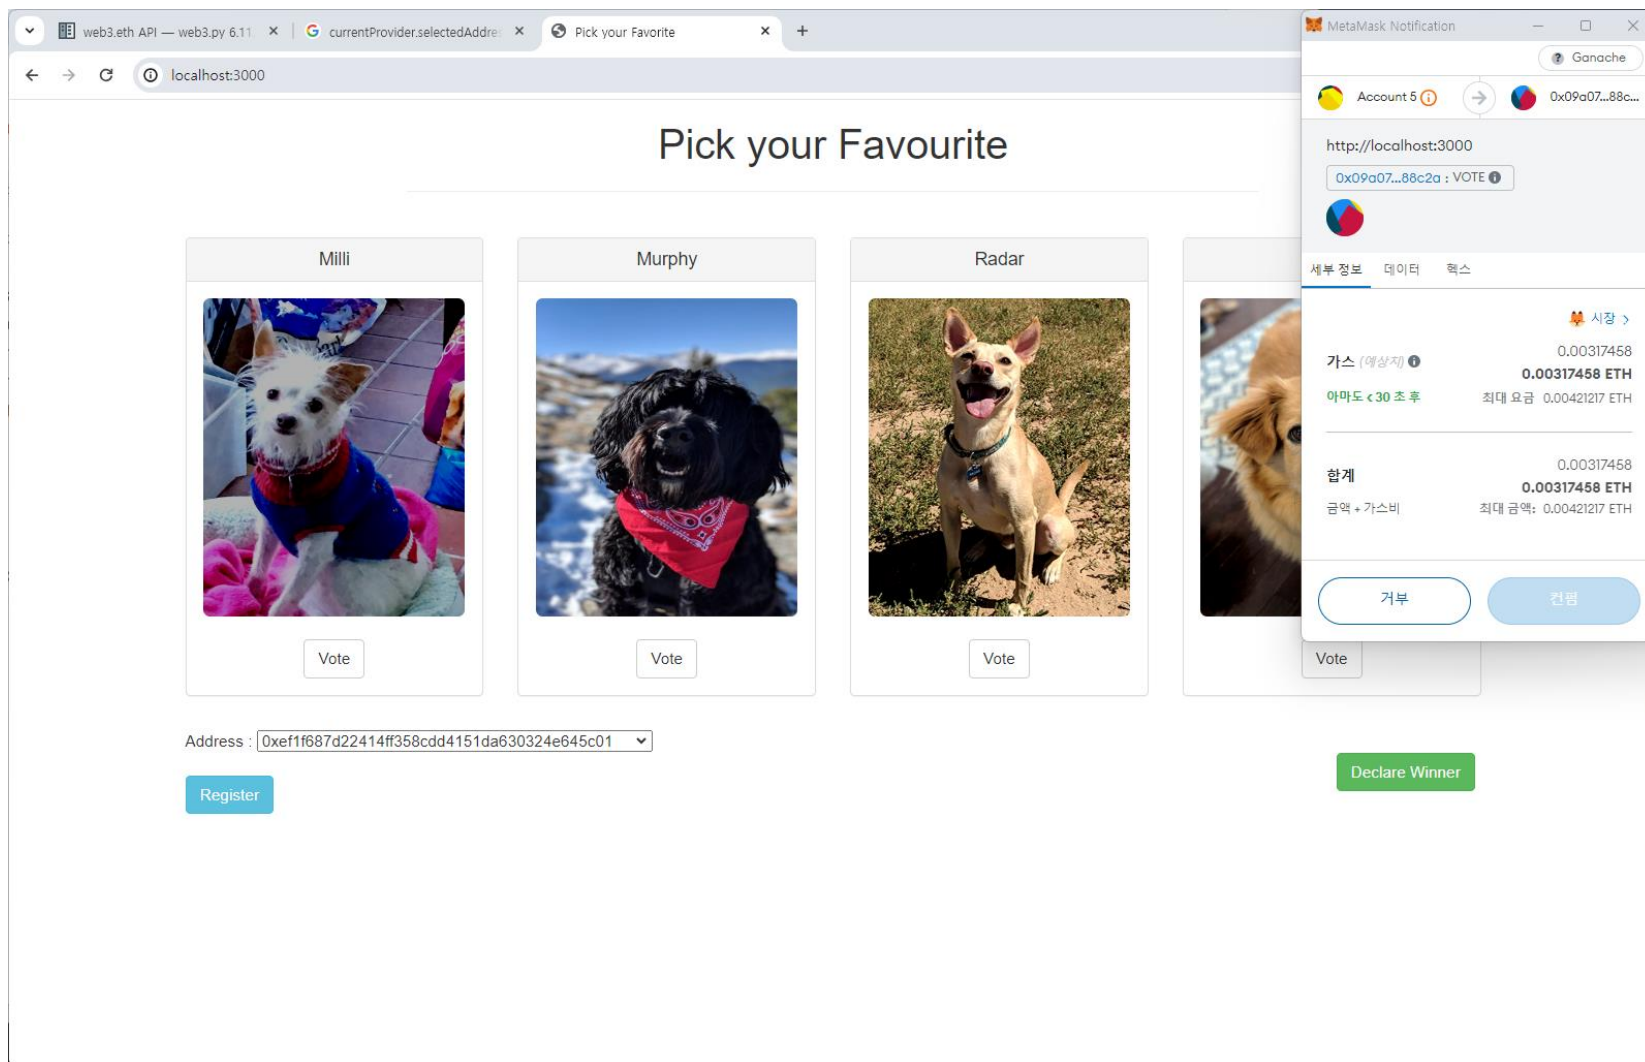 web3.eth API — web3.py 6.11
currentProvider.selectedAddre
Pick your Favorite
localhost:3000
Pick your Favourite
Milli
Murphy
Radar
Vote
Vote
Vote
Vote
Address : 0xef1f687d22414ff358cdd4151da630324e645c01
Register
Declare Winner
MetaMask Notification
Ganache
Account 5
0x09a07...88c...
http://localhost:3000
0x09a07...88c2a : VOTE
세부 정보 데이터 헥스
시장 >
0.00317458
가스 (예상치) 0.00317458 ETH
아마도 < 30 초 후 최대 요금 0.00421217 ETH
0.00317458
합계 0.00317458 ETH
금액 + 가스비 최대 금액: 0.00421217 ETH
거부 컨펌